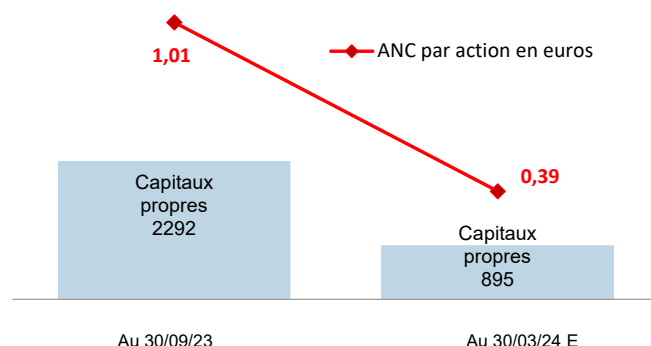 1,01
ANC par action en euros
0,39
Capitaux
propres
2292
Capitaux
propres
895
Au 30/09/23
Au 30/03/24 E